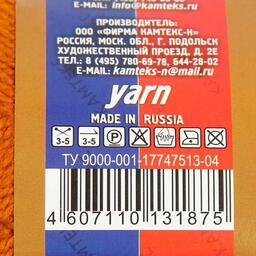 E-MAIL: info@kamteks.ru
ПРОИЗВОДИТЕЛЬ:
ООО «ФИРМА КАМТЕКС-Н»
РОССИЯ, МОСК. ОБЛ., Г. ПОДОЛЬСК
ХУДОЖЕСТВЕННЫЙ ПРОЕЗД, Д. 2Е
ТЕЛ.: 8 (495) 780-69-78, 644-28-02
E-MAIL: kamteks-n@mail.ru
yarn
MADE IN RUSSIA
3-5 3-5 P
ТУ 9000-001-17747513-04
4 607110 131875